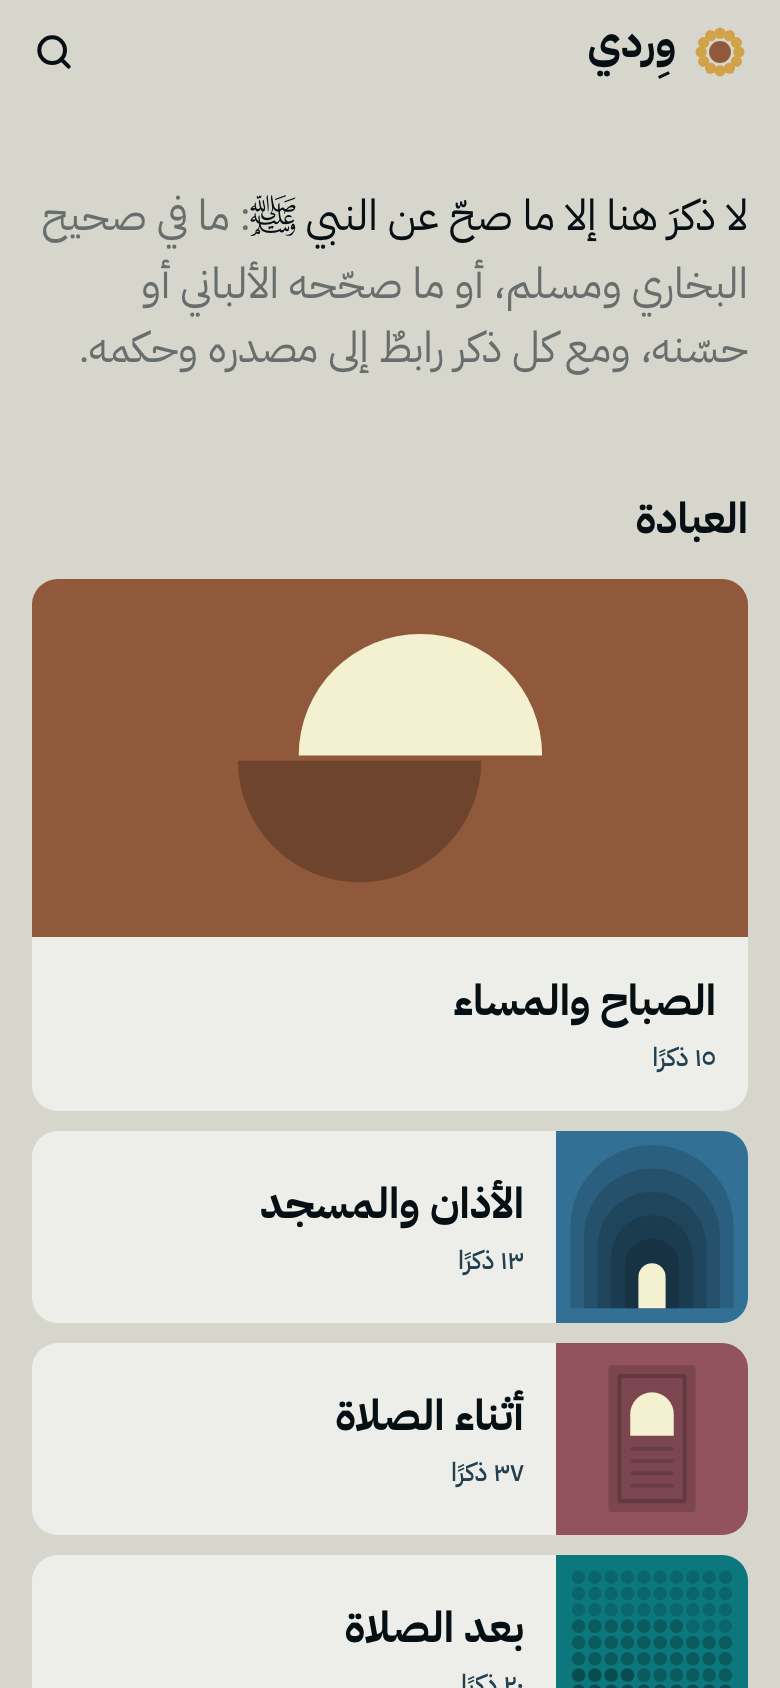 وِردي
لا ذكرَ هنا إلا ما صحّ عن النبي ﷺ: ما في صحيح
البخاري ومسلم، أو ما صحّحه الألباني أو
حسّنه، ومع كل ذكر رابطٌ إلى مصدره وحكمه.
العبادة
الصباح والمساء
١٥ ذكرًا
الأذان والمسجد
١٣ ذكرًا
أثناء الصلاة
٣٧ ذكرًا
بعد الصلاة
٢٠ ذكرًا